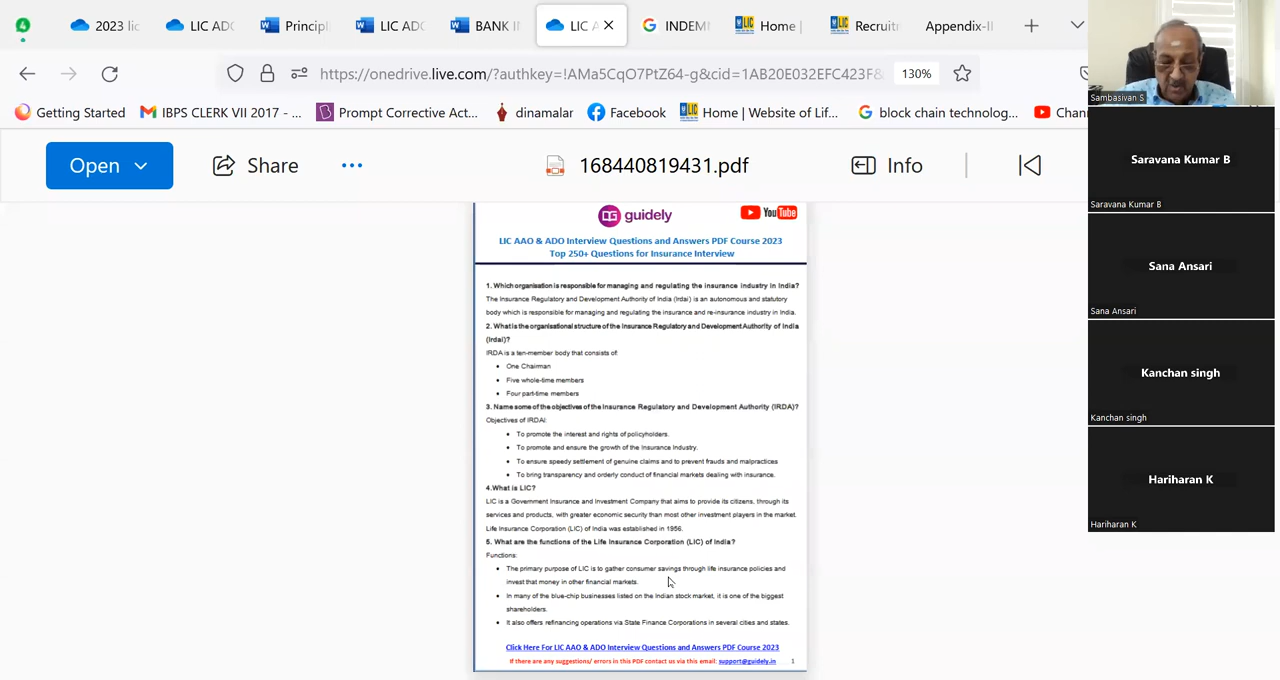 2023 lic
LIC ADO
Principl
LIC ADO
BANK I
LIC A
INDEM
Home |
Recruit
Appendix-II
https://onedrive.live.com/?authkey=!AMa5CqO7PtZ64-g&cid=1AB20E032EFC423F&
130%
Getting Started
IBPS CLERK VII 2017 - ...
Prompt Corrective Act...
dinamalar
Facebook
Home | Website of Lif...
block chain technolog...
Chan
Open
Share
168440819431.pdf
Info
guidely
YouTube
LIC AAO & ADO Interview Questions and Answers PDF Course 2023
Top 250+ Questions for Insurance Interview
1. Which organisation is responsible for managing and regulating the insurance industry in India?
The Insurance Regulatory and Development Authority of India (Irdai) is an autonomous and statutory
body which is responsible for managing and regulating the insurance and re-insurance industry in India.
2. What is the organisational structure of the Insurance Regulatory and Development Authority of India
(Irdai)?
IRDA is a ten-member body that consists of:
• One Chairman
• Five whole-time members
• Four part-time members
3. Name some of the objectives of the Insurance Regulatory and Development Authority (IRDA)?
Objectives of IRDAI:
• To promote the interest and rights of policyholders.
• To promote and ensure the growth of the Insurance Industry.
• To ensure speedy settlement of genuine claims and to prevent frauds and malpractices
• To bring transparency and orderly conduct of financial markets dealing with insurance.
4.What is LIC?
LIC is a Government Insurance and Investment Company that aims to provide its citizens, through its
services and products, with greater economic security than most other investment players in the market.
Life Insurance Corporation (LIC) of India was established in 1956.
5. What are the functions of the Life Insurance Corporation (LIC) of India?
Functions:
• The primary purpose of LIC is to gather consumer savings through life insurance policies and
invest that money in other financial markets.
• In many of the blue-chip businesses listed on the Indian stock market, it is one of the biggest
shareholders.
• It also offers refinancing operations via State Finance Corporations in several cities and states.
Click Here For LIC AAO & ADO Interview Questions and Answers PDF Course 2023
If there are any suggestions/ errors in this PDF contact us via this email: support@guidely.in 1
Sambasivan S
Saravana Kumar B
Saravana Kumar B
Sana Ansari
Sana Ansari
Kanchan singh
Kanchan singh
Hariharan K
Hariharan K